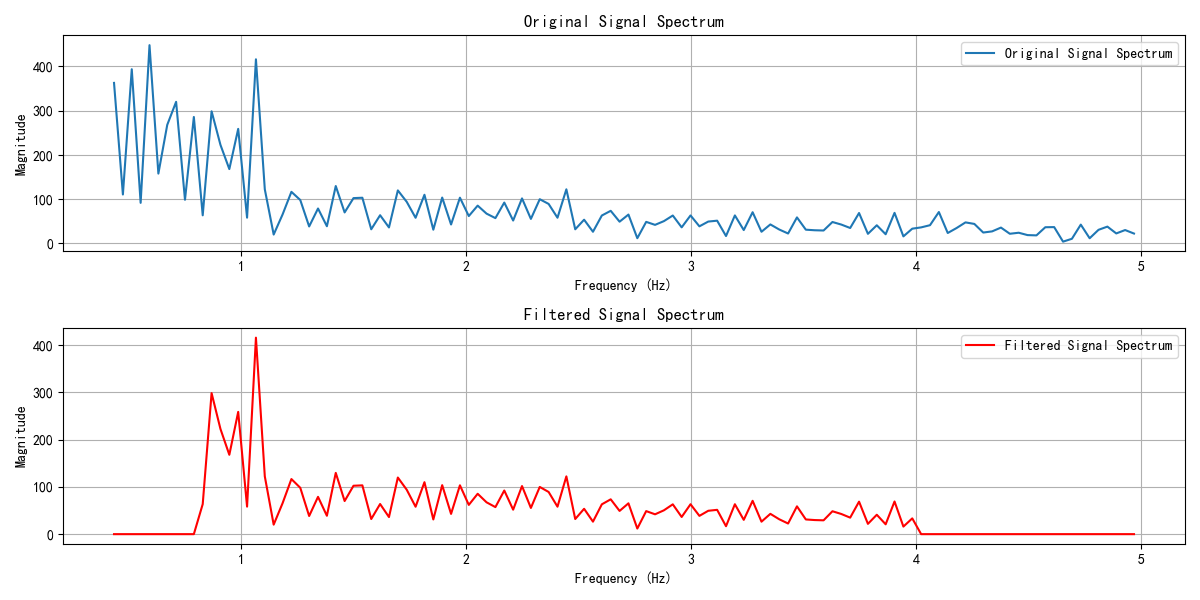 Original Signal Spectrum
Original Signal Spectrum
Magnitude
400
300
200
100
0
1 2 3 4 5
Frequency (Hz)
Filtered Signal Spectrum
Filtered Signal Spectrum
Magnitude
400
300
200
100
0
1 2 3 4 5
Frequency (Hz)